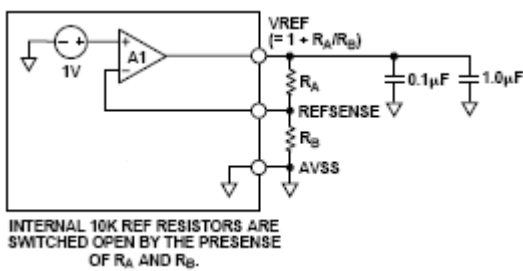 VREF
(= 1 + RA/RB)
A1
1V
RA
0.1µF
1.0µF
REFSENSE
RB
AVSS
INTERNAL 10K REF RESISTORS ARE
SWITCHED OPEN BY THE PRESENSE
OF RA AND RB.